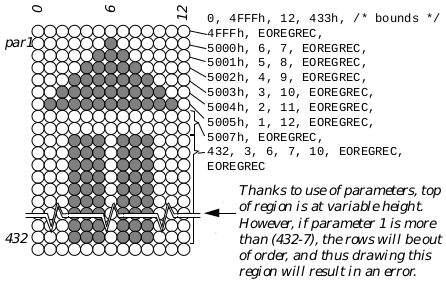 0 6 12
par1
432
0, 4FFFh, 12, 433h, /* bounds */
4FFFh, EOREGREC,
5000h, 6, 7, EOREGREC,
5001h, 5, 8, EOREGREC,
5002h, 4, 9, EOREGREC,
5003h, 3, 10, EOREGREC,
5004h, 2, 11, EOREGREC,
5005h, 1, 12, EOREGREC,
5007h, EOREGREC,
432, 3, 6, 7, 10, EOREGREC,
EOREGREC
Thanks to use of parameters, top
of region is at variable height.
However, if parameter 1 is more
than (432-7), the rows will be out
of order, and thus drawing this
region will result in an error.